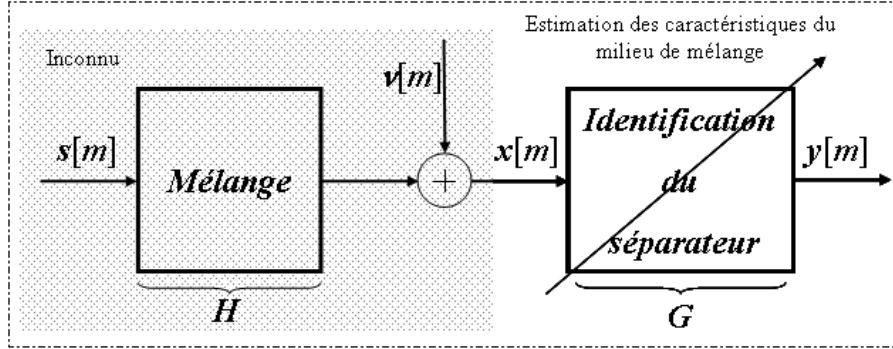 Estimation des caractéristiques du
milieu de mélange
Inconnu
v[m]
s[m]
Mélange
+
x[m]
Identification
du
séparateur
y[m]
H
G